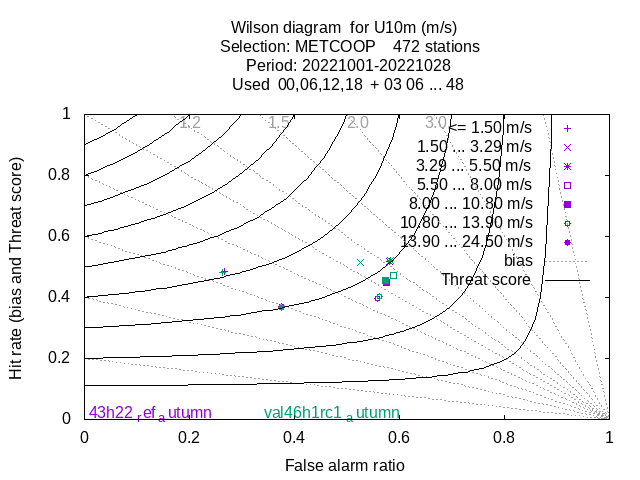 Wilson diagram for U10m (m/s)
Selection: METCOOP 472 stations
Period: 20221001-20221028
Used 00,06,12,18 + 03 06 ... 48
Hit rate (bias and Threat score)
1
0.8
0.6
0.4
0.2
0
1.2
1.5
2.0
3.0
<= 1.50 m/s
1.50 ... 3.29 m/s
3.29 ... 5.50 m/s
5.50 ... 8.00 m/s
8.00 ... 10.80 m/s
10.80 ... 13.90 m/s
13.90 ... 24.50 m/s
bias
Threat score
43h22ref autumn
val46h1rc1autumn
0 0.2 0.4 0.6 0.8 1
False alarm ratio